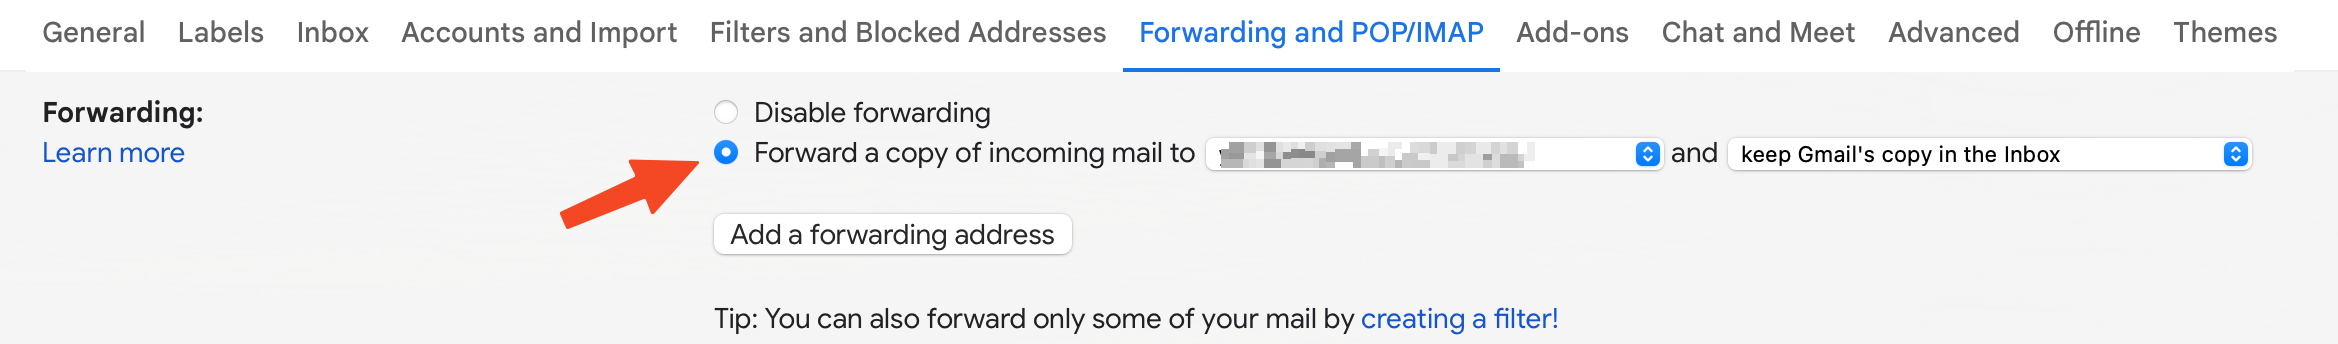 General Labels Inbox Accounts and Import Filters and Blocked Addresses Forwarding and POP/IMAP Add-ons Chat and Meet Advanced Offline Themes
Forwarding:
Learn more
Disable forwarding
Forward a copy of incoming mail to and keep Gmail's copy in the Inbox
Add a forwarding address
Tip: You can also forward only some of your mail by creating a filter!